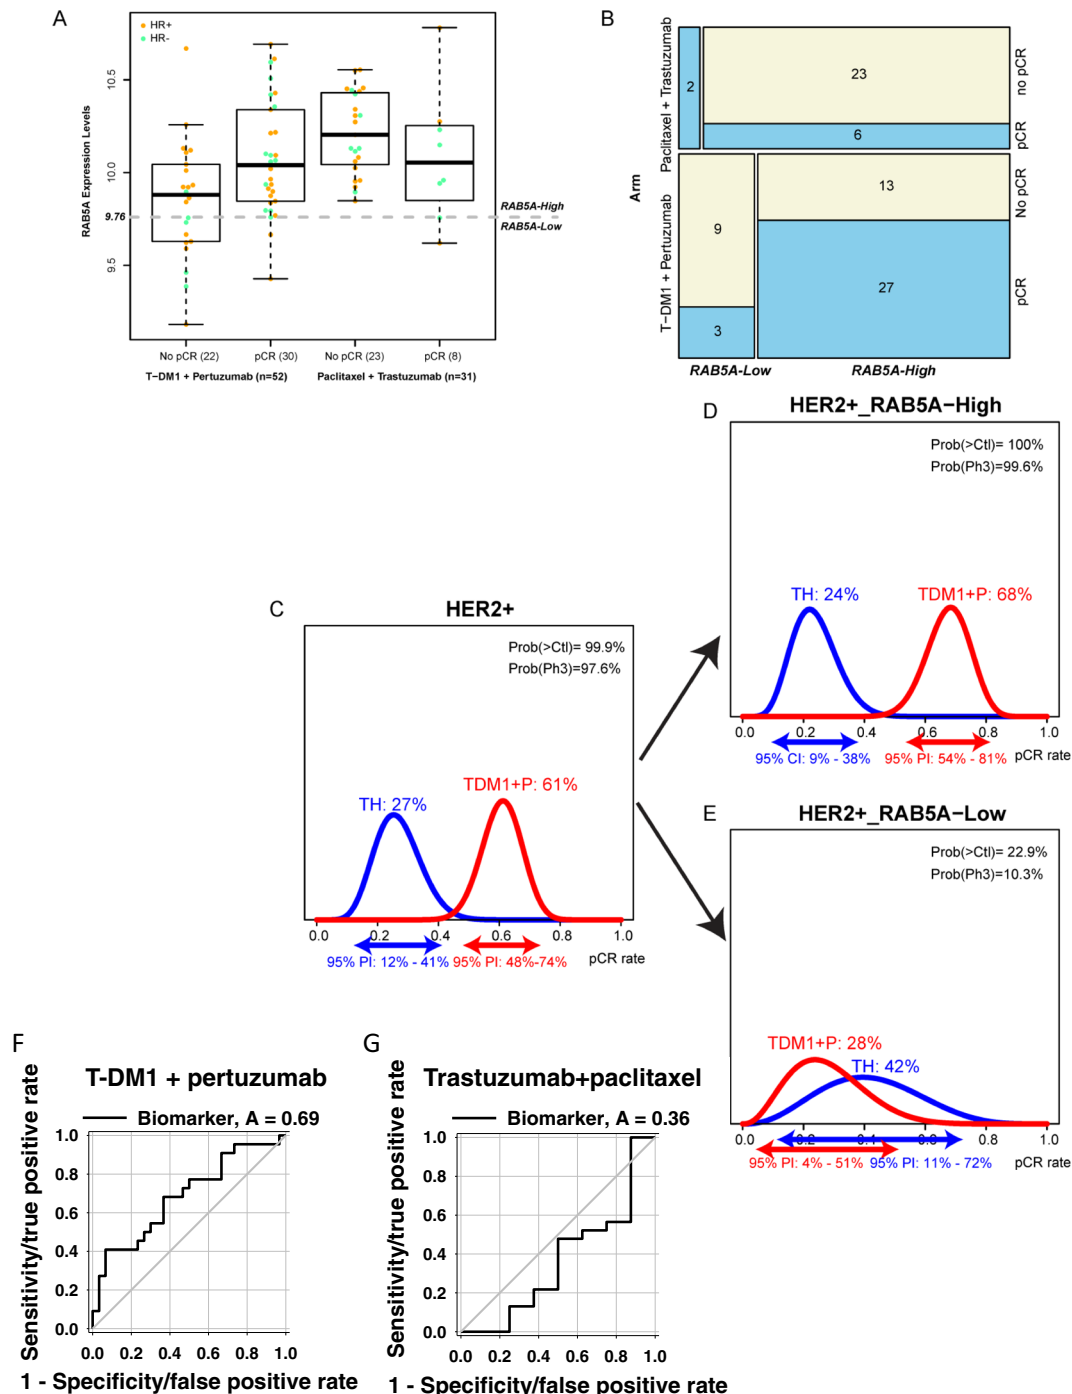 A
HR+
HR-
RAB5A Expression Levels
10.5
10.0
9.76
9.5
RAB5A-High
RAB5A-Low
No pCR (22)
pCR (30)
No pCR (23)
pCR (8)
T-DM1 + Pertuzumab (n=52)
Paclitaxel + Trastuzumab (n=31)
B
Arm
Paclitaxel + Trastuzumab
T-DM1 + Pertuzumab
2
23
6
no pCR
pCR
9
13
3
27
No pCR
pCR
RAB5A-Low
RAB5A-High
C
HER2+
Prob(>Ctl)= 99.9%
Prob(Ph3)=97.6%
TH: 27%
TDM1+P: 61%
0.0 0.2 0.4 0.6 0.8 1.0
95% PI: 12% - 41%
95% PI: 48%-74%
pCR rate
D
HER2+_RAB5A-High
Prob(>Ctl)= 100%
Prob(Ph3)=99.6%
TH: 24%
TDM1+P: 68%
0.0 0.2 0.4 0.6 0.8 1.0
95% CI: 9% - 38%
95% PI: 54% - 81%
pCR rate
E
HER2+_RAB5A-Low
Prob(>Ctl)= 22.9%
Prob(Ph3)=10.3%
TDM1+P: 28%
TH: 42%
0.0 0.2 0.4 0.6 0.8 1.0
95% PI: 4% - 51%
95% PI: 11% - 72%
pCR rate
F
T-DM1 + pertuzumab
Biomarker, A = 0.69
Sensitivity/true positive rate
1.0
0.8
0.6
0.4
0.2
0.0
0.0 0.2 0.4 0.6 0.8 1.0
1 - Specificity/false positive rate
G
Trastuzumab+paclitaxel
Biomarker, A = 0.36
Sensitivity/true positive rate
1.0
0.8
0.6
0.4
0.2
0.0
0.0 0.2 0.4 0.6 0.8 1.0
1 - Specificity/false positive rate